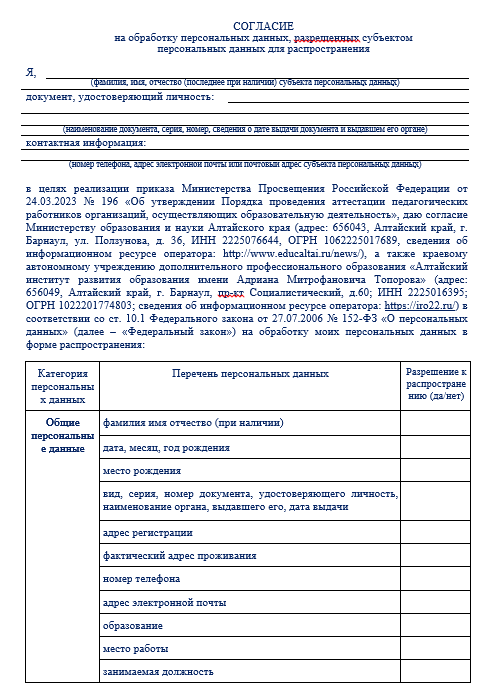 СОГЛАСИЕ
на обработку персональных данных, разрешенных субъектом
персональных данных для распространения
Я,
(фамилия, имя, отчество (последнее при наличии) субъекта персональных данных)
документ, удостоверяющий личность:
(наименование документа, серия, номер, сведения о дате выдачи документа и выдавшем его органе)
контактная информация:
(номер телефона, адрес электронной почты или почтовый адрес субъекта персональных данных)
в целях реализации приказа Министерства Просвещения Российской Федерации от
24.03.2023 № 196 «Об утверждении Порядка проведения аттестации педагогических
работников организаций, осуществляющих образовательную деятельность», даю согласие
Министерству образования и науки Алтайского края (адрес: 656043, Алтайский край, г.
Барнаул, ул. Ползунова, д. 36, ИНН 2225076644, ОГРН 1062225017689, сведения об
информационном ресурсе оператора: http://www.educaltai.ru/news/), а также краевому
автономному учреждению дополнительного профессионального образования «Алтайский
институт развития образования имени Адриана Митрофановича Топорова» (адрес:
656049, Алтайский край, г. Барнаул, пр-кт Социалистический, д.60; ИНН 2225016395;
ОГРН 1022201774803; сведения об информационном ресурсе оператора: https://iro22.ru/) в
соответствии со ст. 10.1 Федерального закона от 27.07.2006 № 152-ФЗ «О персональных
данных» (далее – «Федеральный закон») на обработку моих персональных данных в
форме распространения:
Категория
персональны
х данных
Перечень персональных данных
Разрешение к
распростране
нию (да/нет)
Общие
персональны
е данные
фамилия имя отчество (при наличии)
дата, месяц, год рождения
место рождения
вид, серия, номер документа, удостоверяющего личность,
наименование органа, выдавшего его, дата выдачи
адрес регистрации
фактический адрес проживания
номер телефона
адрес электронной почты
образование
место работы
занимаемая должность